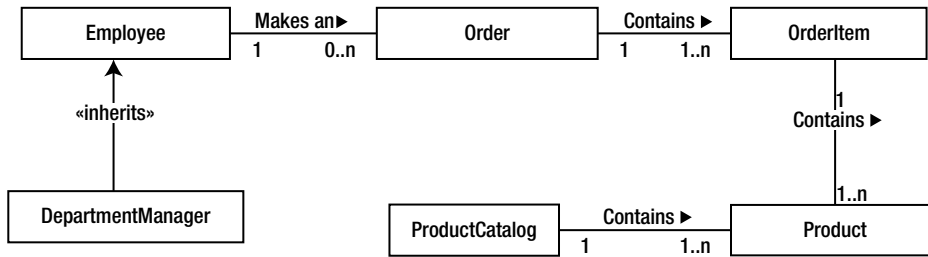 Employee
Makes an▶
1
0..n
Order
Contains ▶
1
1..n
OrderItem
«inherits»
1
Contains ▶
1..n
DepartmentManager
ProductCatalog
Contains ▶
1
1..n
Product